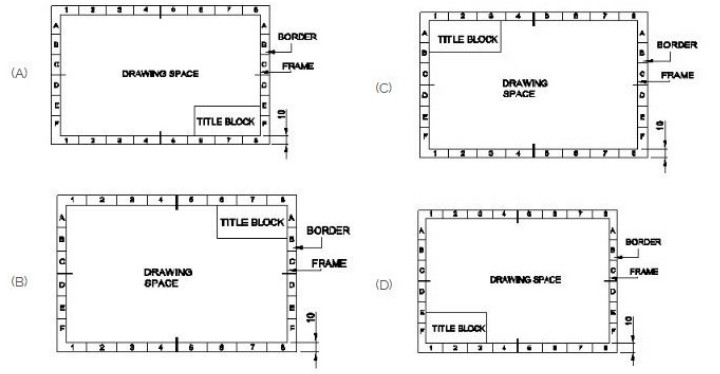 (A)
1 2 3 4 5 6 7 8
A A
B B
C C
D D
E E
F F
DRAWING SPACE
TITLE BLOCK
1 2 3 4 5 6 7 8
BORDER
FRAME
10
(B)
1 2 3 4 5 6 7 8
A A
B B
C C
D D
E E
F F
TITLE BLOCK
DRAWING
SPACE
1 2 3 4 5 6 7 8
BORDER
FRAME
10
(C)
1 2 3 4 5 6 7 8
A A
B B
C C
D D
E E
F F
TITLE BLOCK
DRAWING
SPACE
1 2 3 4 5 6 7 8
BORDER
FRAME
10
(D)
1 2 3 4 5 6 7 8
A A
B B
C C
D D
E E
F F
DRAWING SPACE
TITLE BLOCK
1 2 3 4 5 6 7 8
BORDER
FRAME
10